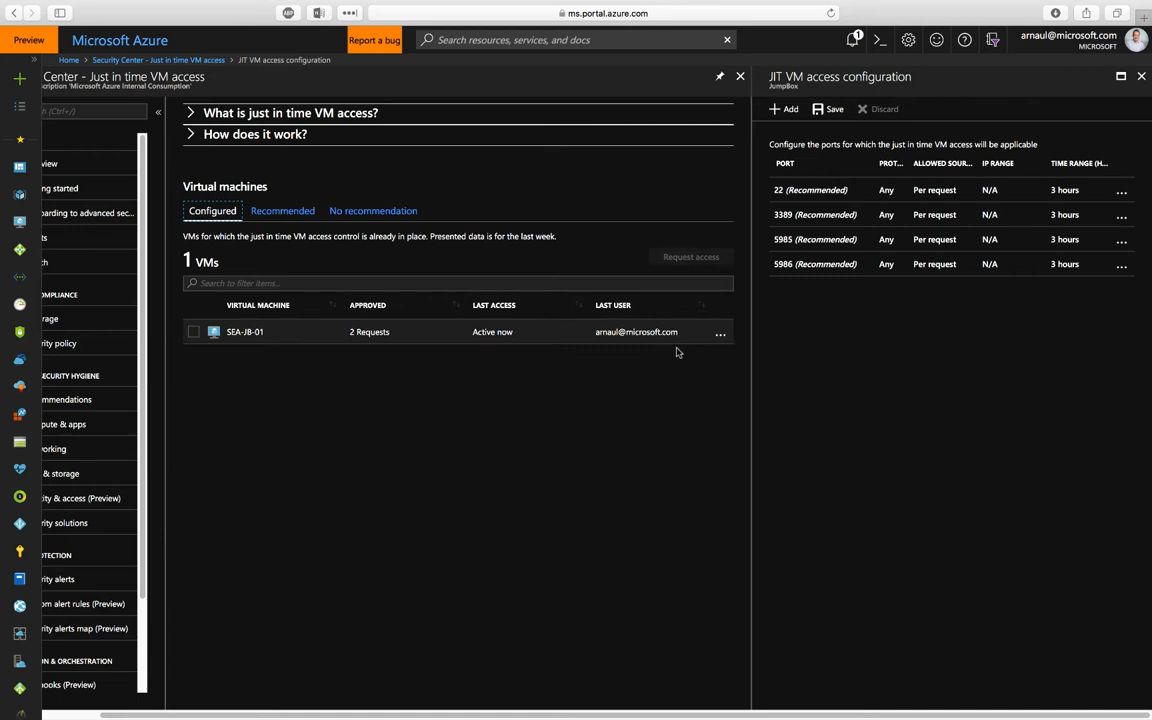 ms.portal.azure.com
Preview
Microsoft Azure
Report a bug
Search resources, services, and docs
1
arnaul@microsoft.com
MICROSOFT
Home > Security Center - Just in time VM access > JIT VM access configuration
Center - Just in time VM access
scription 'Microsoft Azure Internal Consumption'
JIT VM access configuration
JumpBox
h (Ctrl+/)
What is just in time VM access?
How does it work?
Add
Save
Discard
Configure the ports for which the just in time VM access will be applicable
PORT PROT... ALLOWED SOUR... IP RANGE TIME RANGE (H...
22 (Recommended) Any Per request N/A 3 hours ...
3389 (Recommended) Any Per request N/A 3 hours ...
5985 (Recommended) Any Per request N/A 3 hours ...
5986 (Recommended) Any Per request N/A 3 hours ...
Virtual machines
Configured Recommended No recommendation
VMs for which the just in time VM access control is already in place. Presented data is for the last week.
1 VMs
Request access
Search to filter items...
VIRTUAL MACHINE APPROVED LAST ACCESS LAST USER
SEA-JB-01 2 Requests Active now arnaul@microsoft.com ...
view
ng started
oarding to advanced sec...
ts
ch
OMPLIANCE
rage
rity policy
ECURITY HYGIENE
mmendations
pute & apps
working
& storage
tity & access (Preview)
rity solutions
OTECTION
rity alerts
om alert rules (Preview)
rity alerts map (Preview)
ON & ORCHESTRATION
books (Preview)